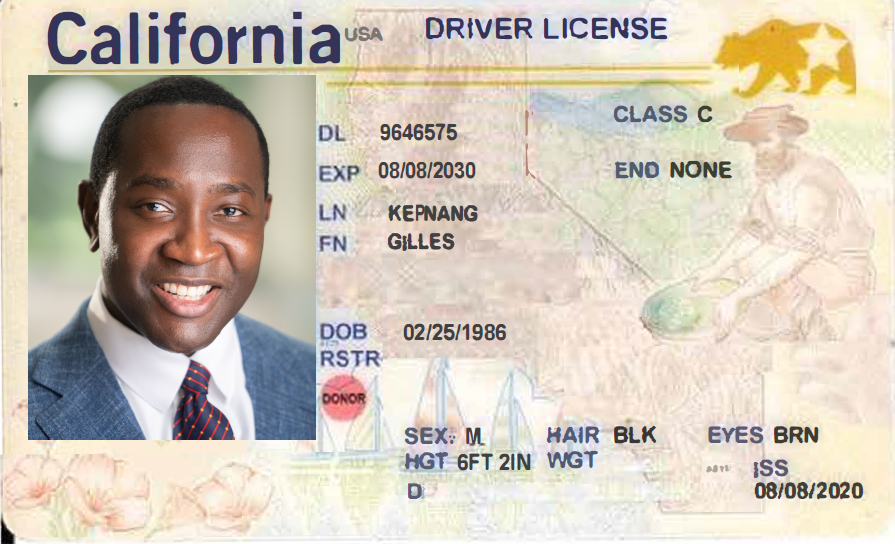 California USA DRIVER LICENSE
CLASS C
DL 9646575
EXP 08/08/2030
END NONE
LN KEPNANG
FN GILLES
DOB 02/25/1986
RSTR
DONOR
SEX: M HAIR BLK EYES BRN
HGT 6FT 2IN WGT
ISS
D 08/08/2020